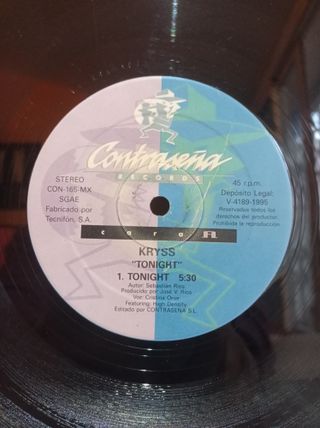 Contraseña
RECORDS
STEREO
CON-165-MX
SGAE
Fabricado por
Tecnifón, S.A.
45 r.p.m.
Depósito Legal:
V-4189-1995
Reservados todos los
derechos del productor.
Prohibida la reproducción
cara A
KRYSS
"TONIGHT"
1. TONIGHT 5:30
Autor: Sebastian Rios
Producido por José V. Rios
Voz: Cristina Orue
Featuring: High Density
Editado por CONTRASEÑA S.L.